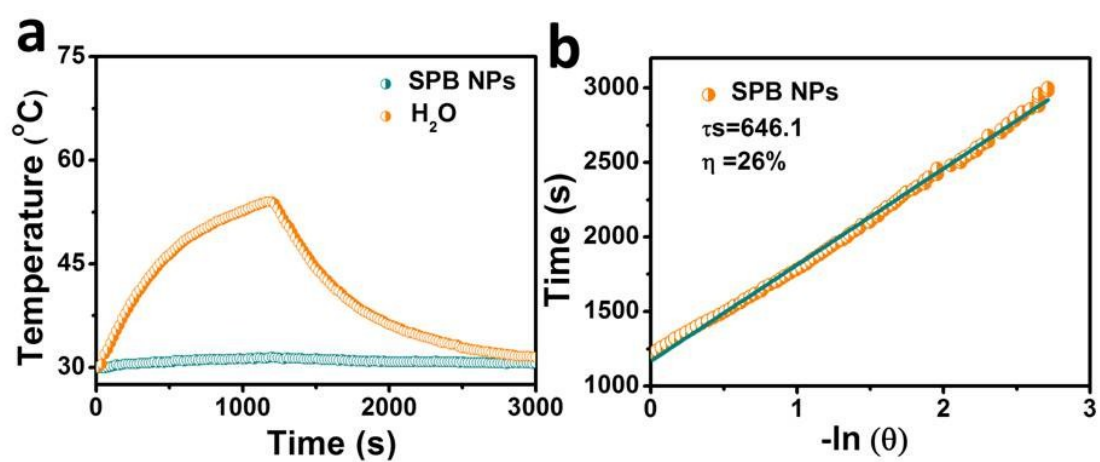 a
75
60
45
30
Temperature (°C)
SPB NPs
H₂O
0
1000
2000
3000
Time (s)
b
3000
2500
2000
1500
1000
Time (s)
SPB NPs
τs=646.1
η =26%
0
1
2
3
-ln (θ)